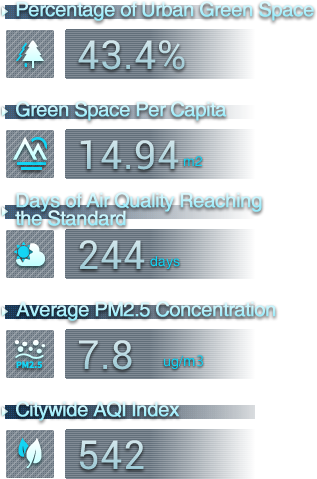 Percentage of Urban Green Space
43.4%
Green Space Per Capita
14.94 m2
Days of Air Quality Reaching
the Standard
244 days
Average PM2.5 Concentration
PM2.5
7.8 ug/m3
Citywide AQI Index
542